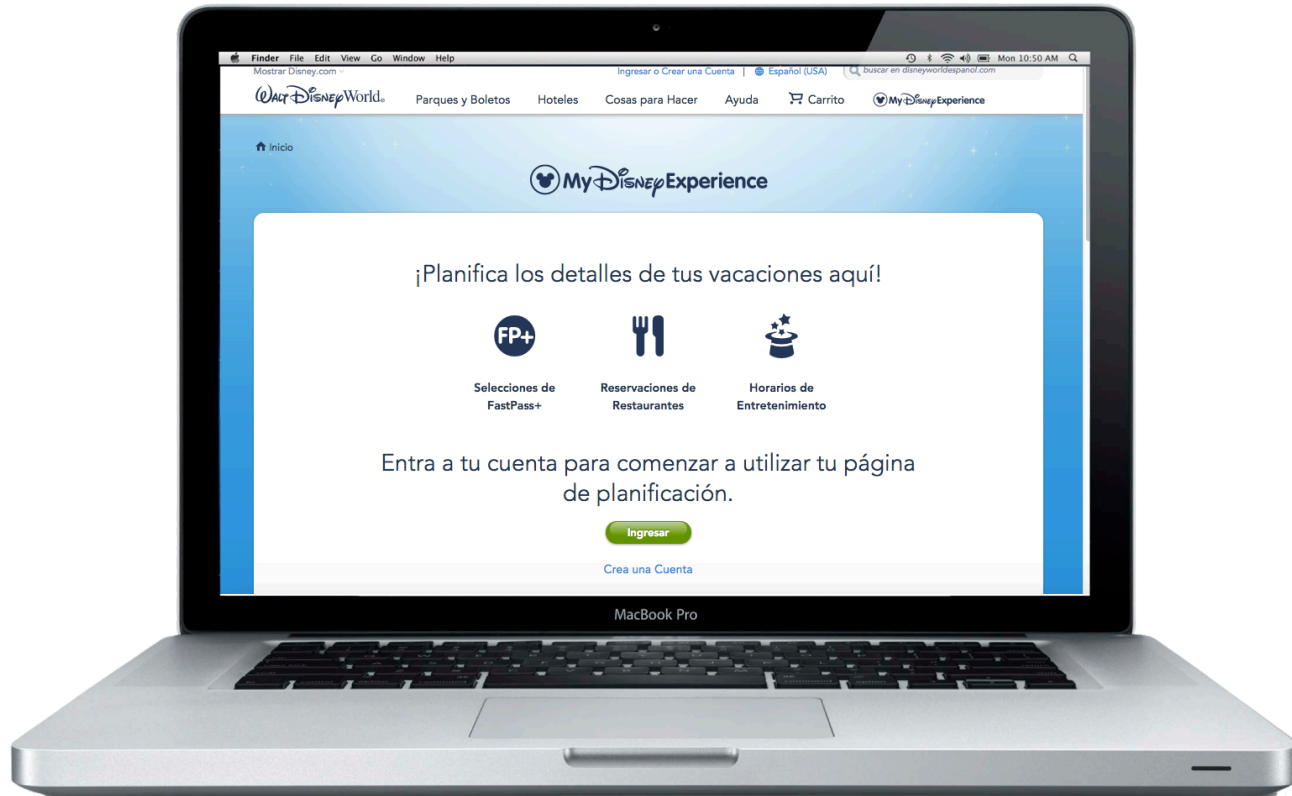 Finder File Edit View Go Window Help Mon 10:50 AM
Mostrar Disney.com Ingresar o Crear una Cuenta | Español (USA) buscar en disneyworldespanol.com
Walt Disney World. Parques y Boletos Hoteles Cosas para Hacer Ayuda Carrito My Disney Experience
Inicio
My Disney Experience
¡Planifica los detalles de tus vacaciones aquí!
FP+
Selecciones de FastPass+
Reservaciones de Restaurantes
Horarios de Entretenimiento
Entra a tu cuenta para comenzar a utilizar tu página
de planificación.
Ingresar
Crea una Cuenta
MacBook Pro